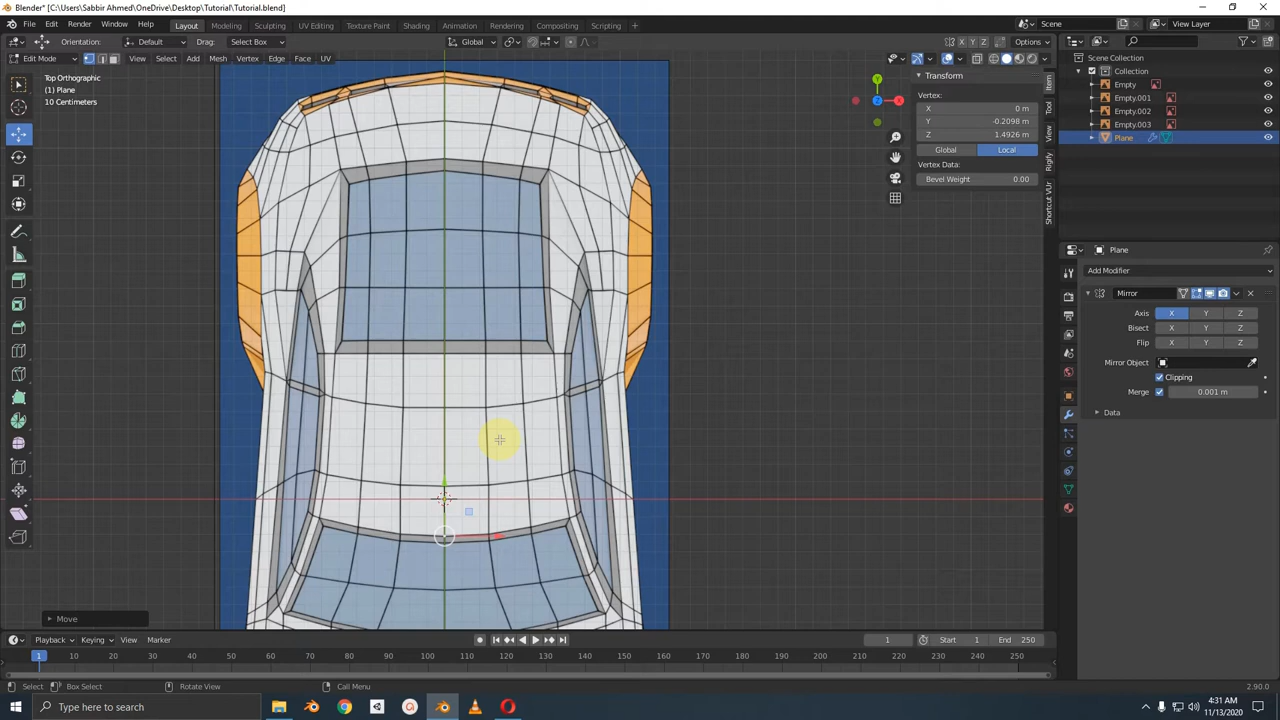 Blender* [C:\Users\Sabbir Ahmed\OneDrive\Desktop\Tutorial\Tutorial.blend]
File Edit Render Window Help Layout Modeling Sculpting UV Editing Texture Paint Shading Animation Rendering Compositing Scripting Scene View Layer
Orientation: Default Drag: Select Box Global X Y Z Options
Edit Mode View Select Add Mesh Vertex Edge Face UV
Top Orthographic
(1) Plane
10 Centimeters
Y
Z
X
Transform
Vertex:
X 0 m
Y -0.2098 m
Z 1.4926 m
Global Local
Vertex Data:
Bevel Weight 0.00
Item
Tool
View
Rigify
Shortcut VUr
Scene Collection
Collection
Empty
Empty.001
Empty.002
Empty.003
Plane
Plane
Add Modifier
Mirror
Axis X Y Z
Bisect X Y Z
Flip X Y Z
Mirror Object
Clipping
Merge 0.001 m
Data
Move
Playback Keying View Marker 1 Start 1 End 250
1 10 20 30 40 50 60 70 80 90 100 110 120 130 140 150 160 170 180 190 200 210 220 230 240 250
Select Box Select Rotate View Call Menu 2.90.0
Type here to search
4:31 AM
11/13/2020